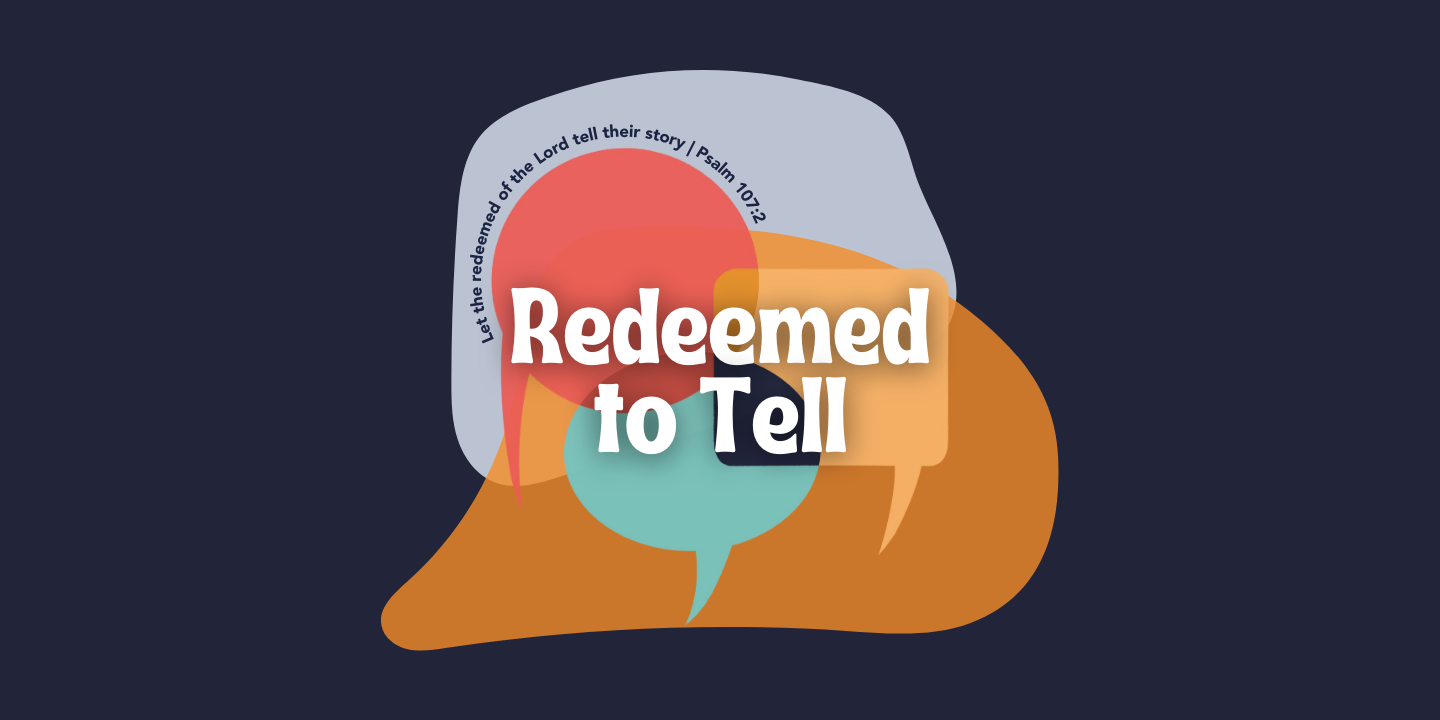 Let the redeemed of the Lord tell their story | Psalm 107:2
Redeemed
to Tell